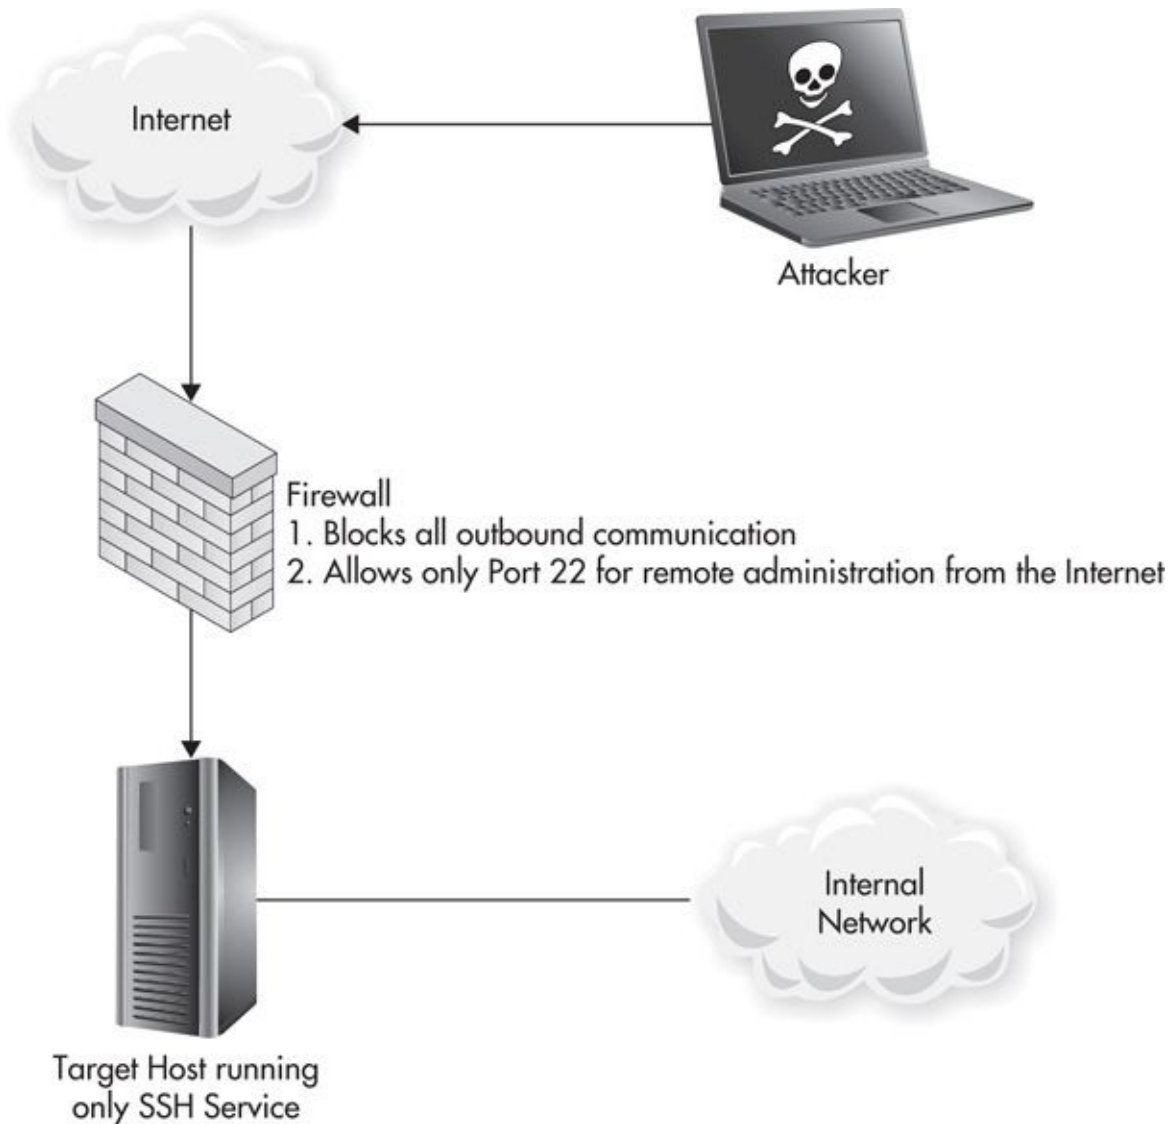 Internet
Attacker
Firewall
1. Blocks all outbound communication
2. Allows only Port 22 for remote administration from the Internet
Internal
Network
Target Host running
only SSH Service